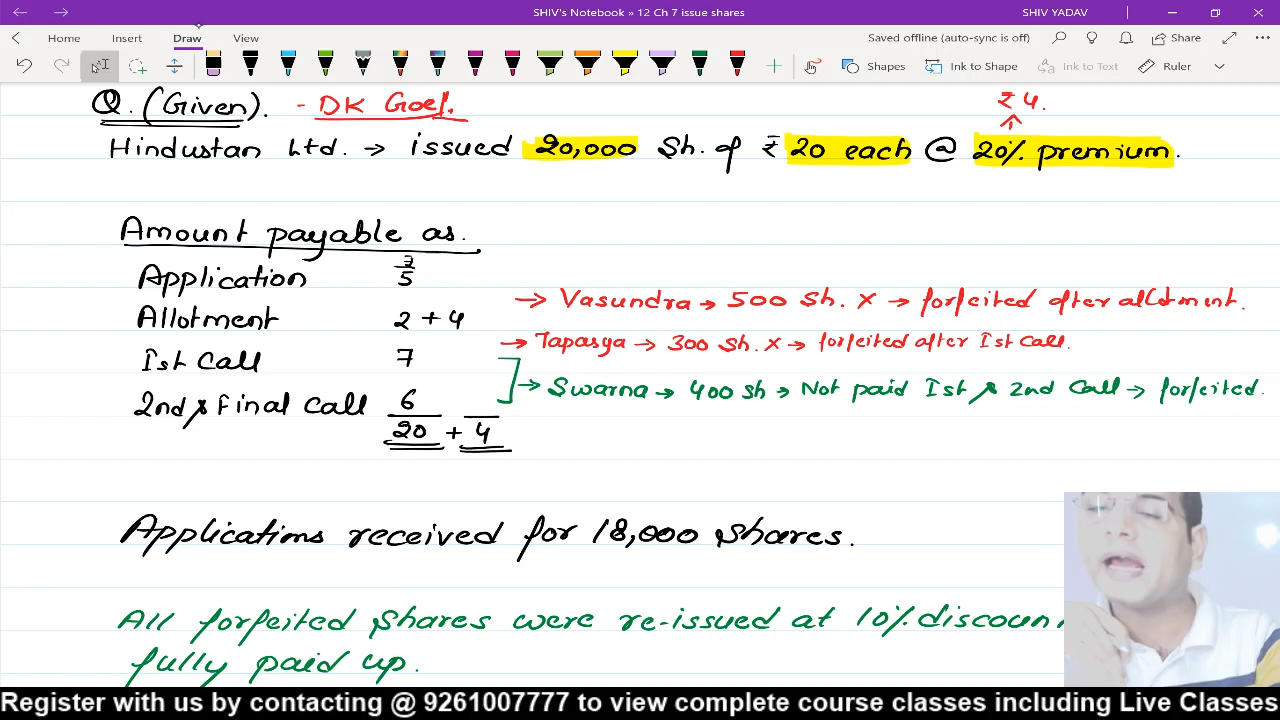 SHIV's Notebook » 12 Ch 7 issue shares
SHIV YADAV
Home Insert Draw View
Saved offline (auto-sync is off)
Share
Shapes
Ink to Shape
Ink to Text
Ruler
Q. (Given). - DK Goel.
₹ 4.
Hindustan Ltd. → issued 20,000 Sh. of ₹ 20 each @ 20% premium.
Amount payable as.
₹
Application 5
→ Vasundra → 500 Sh. X → forfeited after allotment.
Allotment 2 + 4
→ Tapasya → 300 Sh. X → forfeited after Ist Call.
Ist Call 7
→ Swarna → 400 Sh → Not paid Ist & 2nd Call → forfeited.
2nd & Final Call 6
20 + 4
Applications received for 18,000 Shares.
All forfeited Shares were re-issued at 10% discoun
fully paid up.
Register with us by contacting @ 9261007777 to view complete course classes including Live Classes